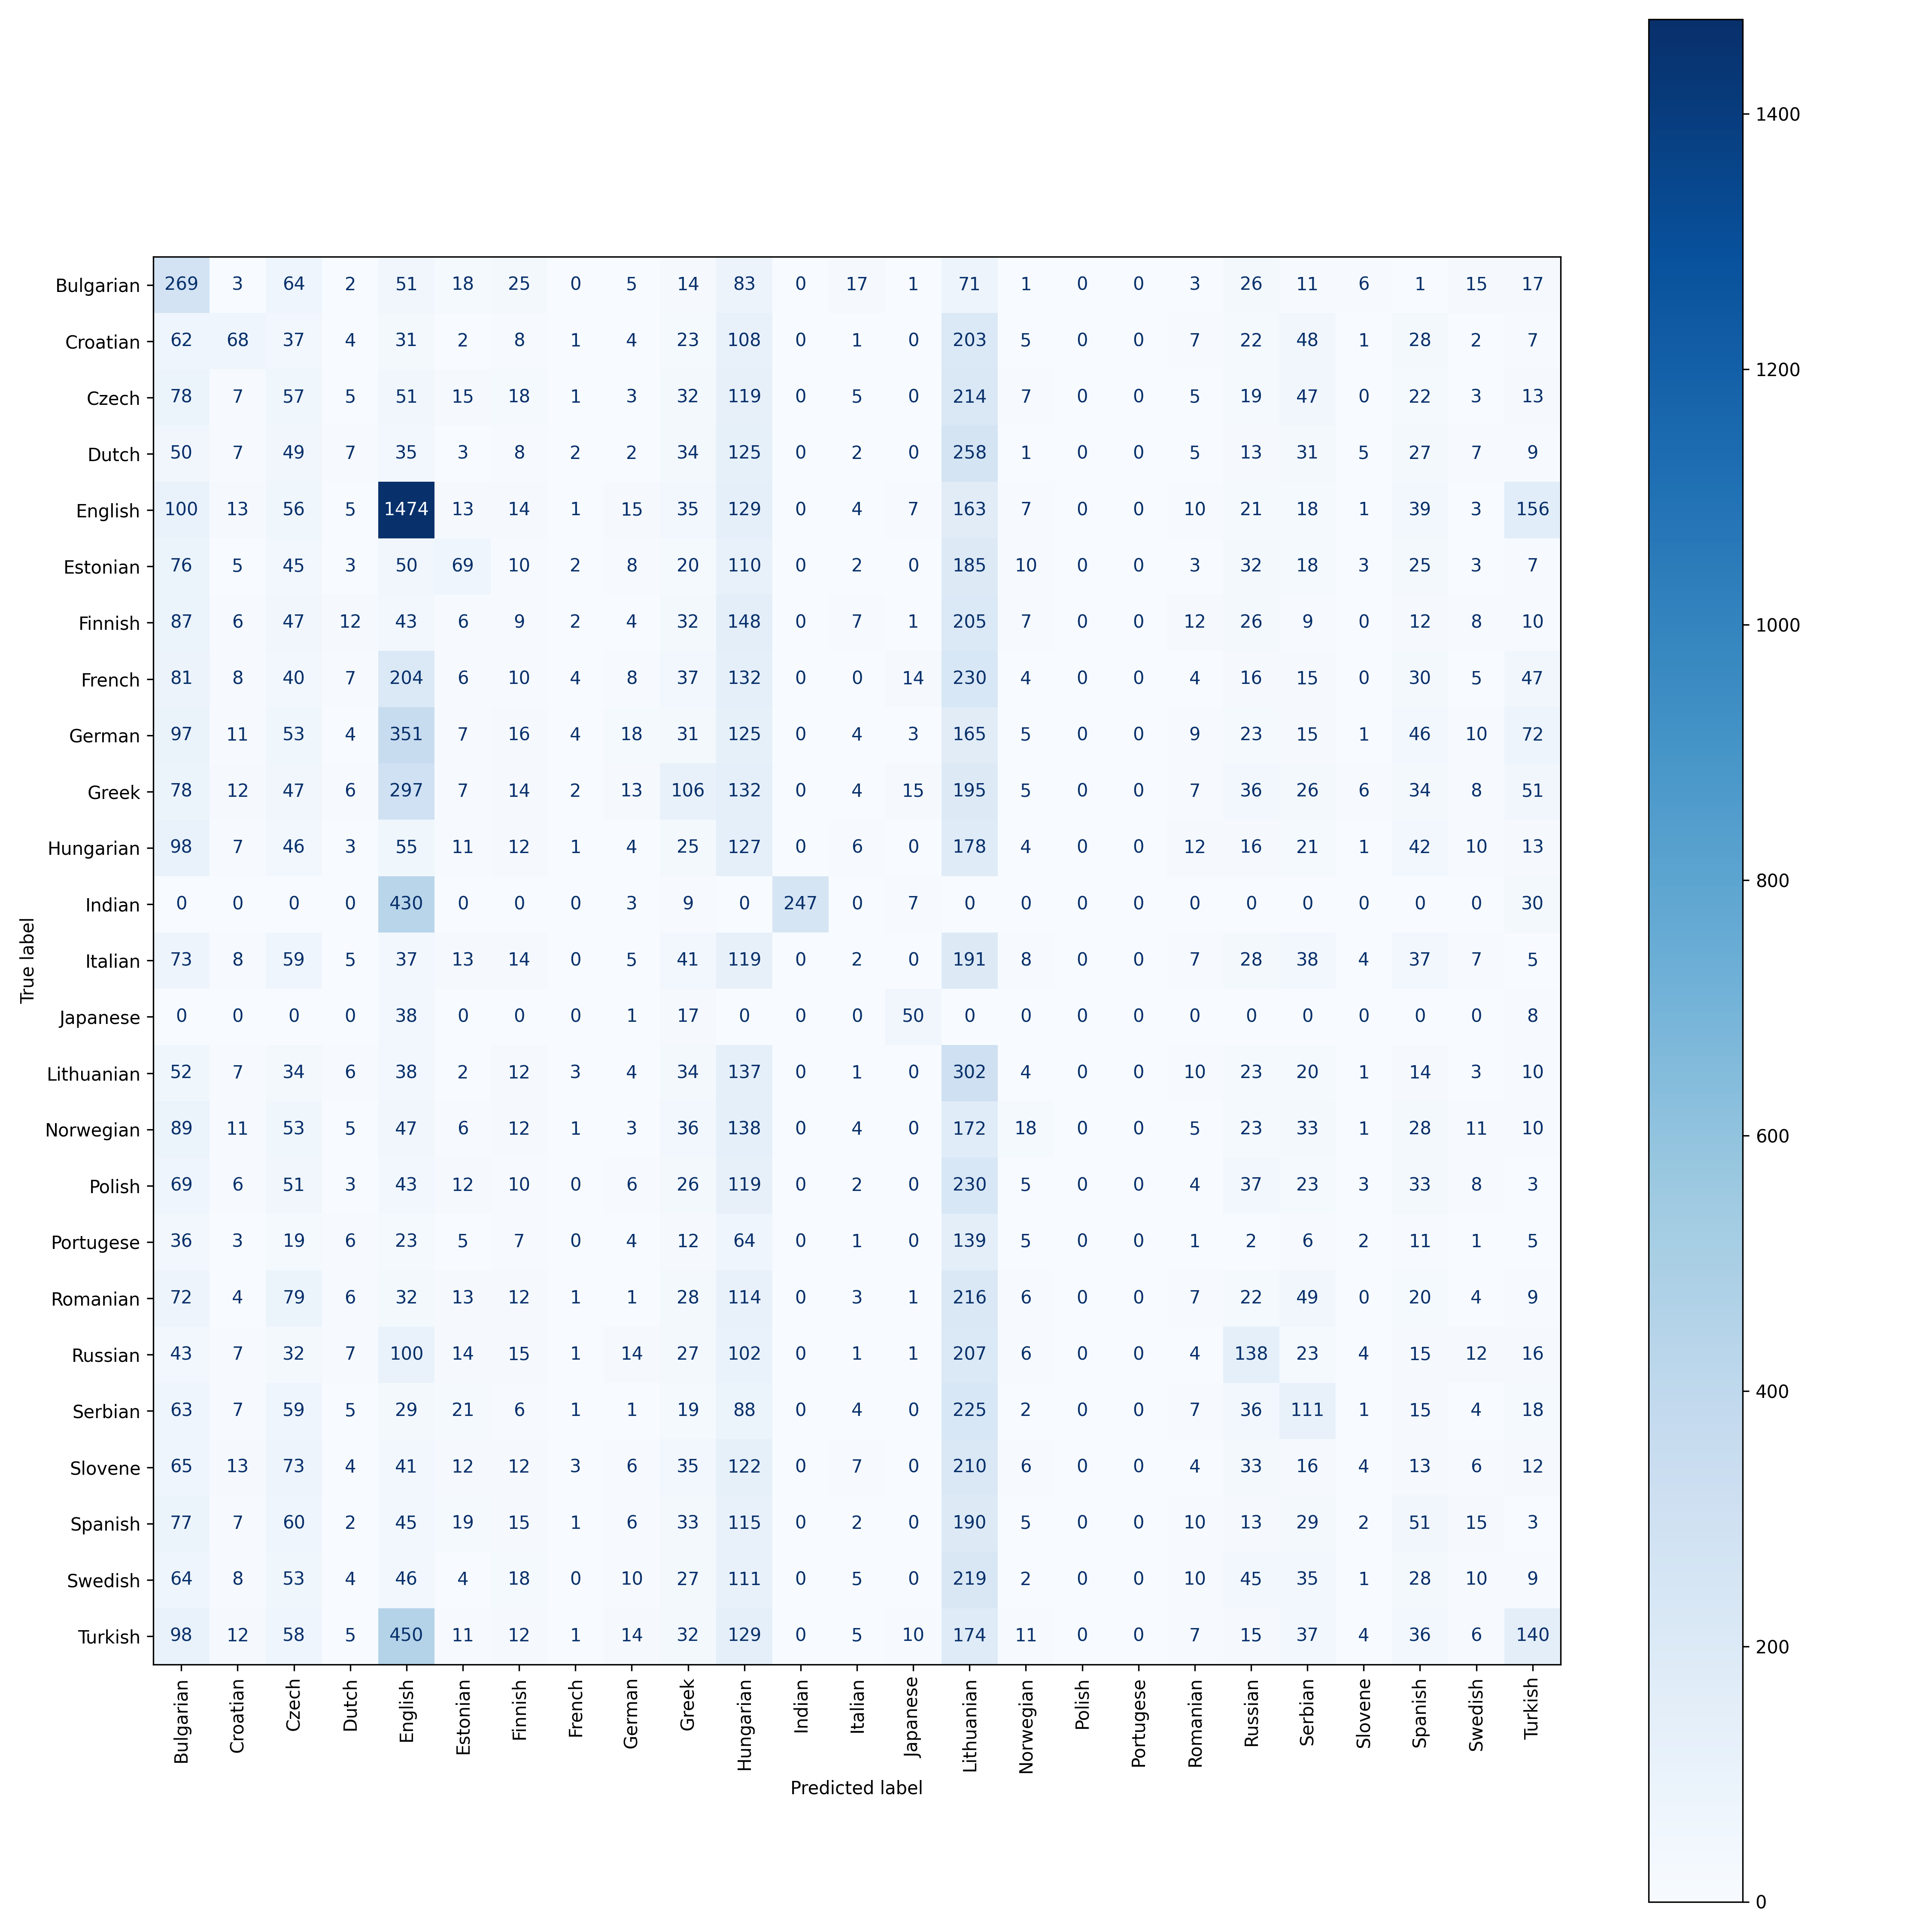 Bulgarian 269 3 64 2 51 18 25 0 5 14 83 0 17 1 71 1 0 0 3 26 11 6 1 15 17
Croatian 62 68 37 4 31 2 8 1 4 23 108 0 1 0 203 5 0 0 7 22 48 1 28 2 7
Czech 78 7 57 5 51 15 18 1 3 32 119 0 5 0 214 7 0 0 5 19 47 0 22 3 13
Dutch 50 7 49 7 35 3 8 2 2 34 125 0 2 0 258 1 0 0 5 13 31 5 27 7 9
English 100 13 56 5 1474 13 14 1 15 35 129 0 4 7 163 7 0 0 10 21 18 1 39 3 156
Estonian 76 5 45 3 50 69 10 2 8 20 110 0 2 0 185 10 0 0 3 32 18 3 25 3 7
Finnish 87 6 47 12 43 6 9 2 4 32 148 0 7 1 205 7 0 0 12 26 9 0 12 8 10
French 81 8 40 7 204 6 10 4 8 37 132 0 0 14 230 4 0 0 4 16 15 0 30 5 47
German 97 11 53 4 351 7 16 4 18 31 125 0 4 3 165 5 0 0 9 23 15 1 46 10 72
Greek 78 12 47 6 297 7 14 2 13 106 132 0 4 15 195 5 0 0 7 36 26 6 34 8 51
Hungarian 98 7 46 3 55 11 12 1 4 25 127 0 6 0 178 4 0 0 12 16 21 1 42 10 13
Indian 0 0 0 0 430 0 0 0 3 9 0 247 0 7 0 0 0 0 0 0 0 0 0 0 30
Italian 73 8 59 5 37 13 14 0 5 41 119 0 2 0 191 8 0 0 7 28 38 4 37 7 5
Japanese 0 0 0 0 38 0 0 0 1 17 0 0 0 50 0 0 0 0 0 0 0 0 0 0 8
Lithuanian 52 7 34 6 38 2 12 3 4 34 137 0 1 0 302 4 0 0 10 23 20 1 14 3 10
Norwegian 89 11 53 5 47 6 12 1 3 36 138 0 4 0 172 18 0 0 5 23 33 1 28 11 10
Polish 69 6 51 3 43 12 10 0 6 26 119 0 2 0 230 5 0 0 4 37 23 3 33 8 3
Portugese 36 3 19 6 23 5 7 0 4 12 64 0 1 0 139 5 0 0 1 2 6 2 11 1 5
Romanian 72 4 79 6 32 13 12 1 1 28 114 0 3 1 216 6 0 0 7 22 49 0 20 4 9
Russian 43 7 32 7 100 14 15 1 14 27 102 0 1 1 207 6 0 0 4 138 23 4 15 12 16
Serbian 63 7 59 5 29 21 6 1 1 19 88 0 4 0 225 2 0 0 7 36 111 1 15 4 18
Slovene 65 13 73 4 41 12 12 3 6 35 122 0 7 0 210 6 0 0 4 33 16 4 13 6 12
Spanish 77 7 60 2 45 19 15 1 6 33 115 0 2 0 190 5 0 0 10 13 29 2 51 15 3
Swedish 64 8 53 4 46 4 18 0 10 27 111 0 5 0 219 2 0 0 10 45 35 1 28 10 9
Turkish 98 12 58 5 450 11 12 1 14 32 129 0 5 10 174 11 0 0 7 15 37 4 36 6 140
Bulgarian Croatian Czech Dutch English Estonian Finnish French German Greek Hungarian Indian Italian Japanese Lithuanian Norwegian Polish Portugese Romanian Russian Serbian Slovene Spanish Swedish Turkish
Predicted label
True label
1400
1200
1000
800
600
400
200
0